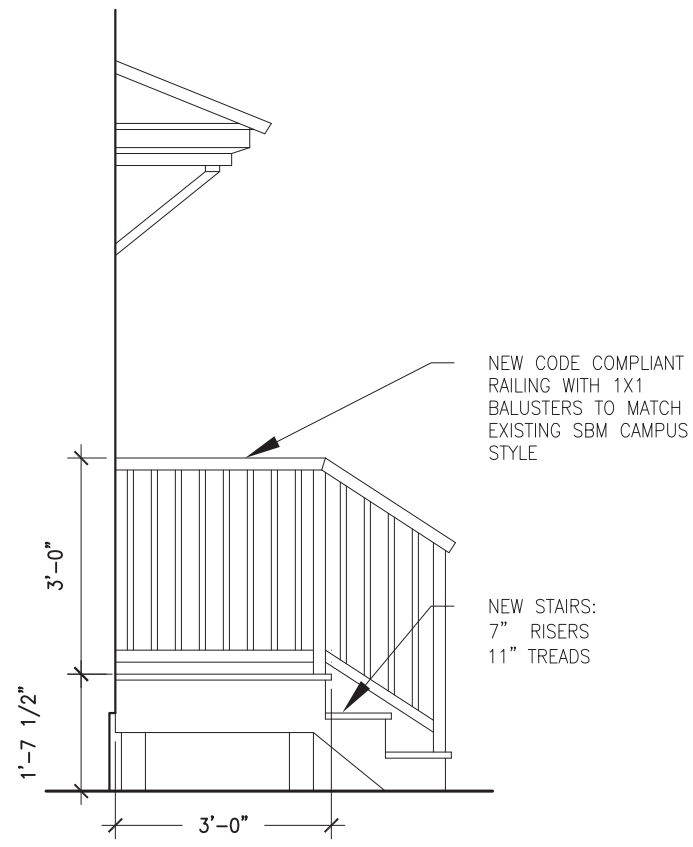 NEW CODE COMPLIANT
RAILING WITH 1X1
BALUSTERS TO MATCH
EXISTING SBM CAMPUS
STYLE
3'-0"
NEW STAIRS:
7" RISERS
11" TREADS
1'-7 1/2"
3'-0"